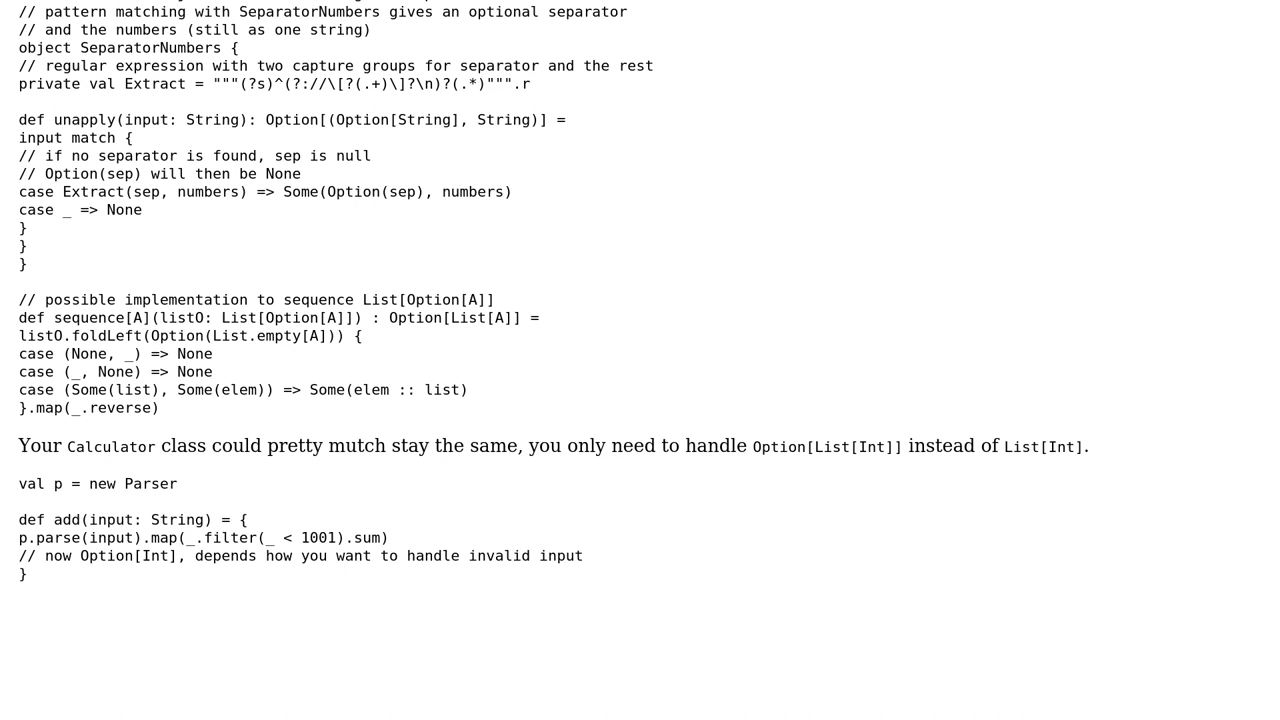 // pattern matching with SeparatorNumbers gives an optional separator
// and the numbers (still as one string)
object SeparatorNumbers {
// regular expression with two capture groups for separator and the rest
private val Extract = """(?s)^(?://\[?(.+)\]?\n)?(.*)""".r
def unapply(input: String): Option[(Option[String], String)] =
input match {
// if no separator is found, sep is null
// Option(sep) will then be None
case Extract(sep, numbers) => Some(Option(sep), numbers)
case _ => None
}
}
}
// possible implementation to sequence List[Option[A]]
def sequence[A](listO: List[Option[A]]) : Option[List[A]] =
listO.foldLeft(Option(List.empty[A])) {
case (None, _) => None
case (_, None) => None
case (Some(list), Some(elem)) => Some(elem :: list)
}.map(_.reverse)
Your Calculator class could pretty mutch stay the same, you only need to handle Option[List[Int]] instead of List[Int].
val p = new Parser
def add(input: String) = {
p.parse(input).map(_.filter(_ < 1001).sum)
// now Option[Int], depends how you want to handle invalid input
}